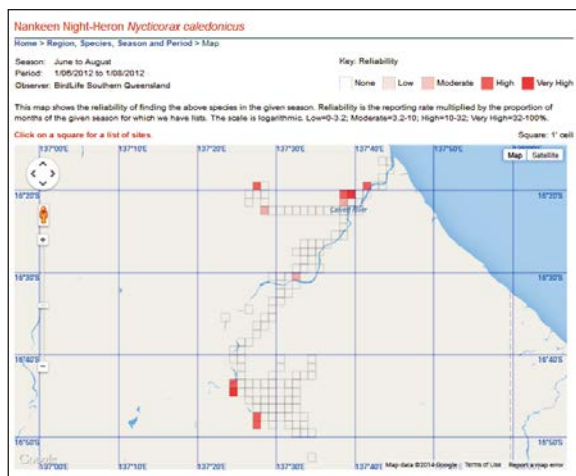 Nankeen Night-Heron Nycticorax caledonicus
Home > Region, Species, Season and Period > Map
Season: June to August
Period: 1/06/2012 to 1/08/2012
Observer: BirdLife Southern Queensland
Key: Reliability
None Low Moderate High Very High
This map shows the reliability of finding the above species in the given season. Reliability is the reporting rate multiplied by the proportion of
months of the given season for which we have lists. The scale is logarithmic. Low=0-3.2; Moderate=3.2-10; High=10-32; Very High=32-100%.
Click on a square for a list of sites. Square: 1' cell
137°00'E 137°10'E 137°20'E 137°30'E 137°40'E 137°50'E
Map Satellite
16°20'S 16°20'S
Calvert River
16°30'S 16°30'S
16°40'S 16°40'S
16°50'S 16°50'S
Google
137°00'E 137°10'E 137°20'E 137°30'E 137°40'E
Map data ©2014 Google Terms of Use Report a map error